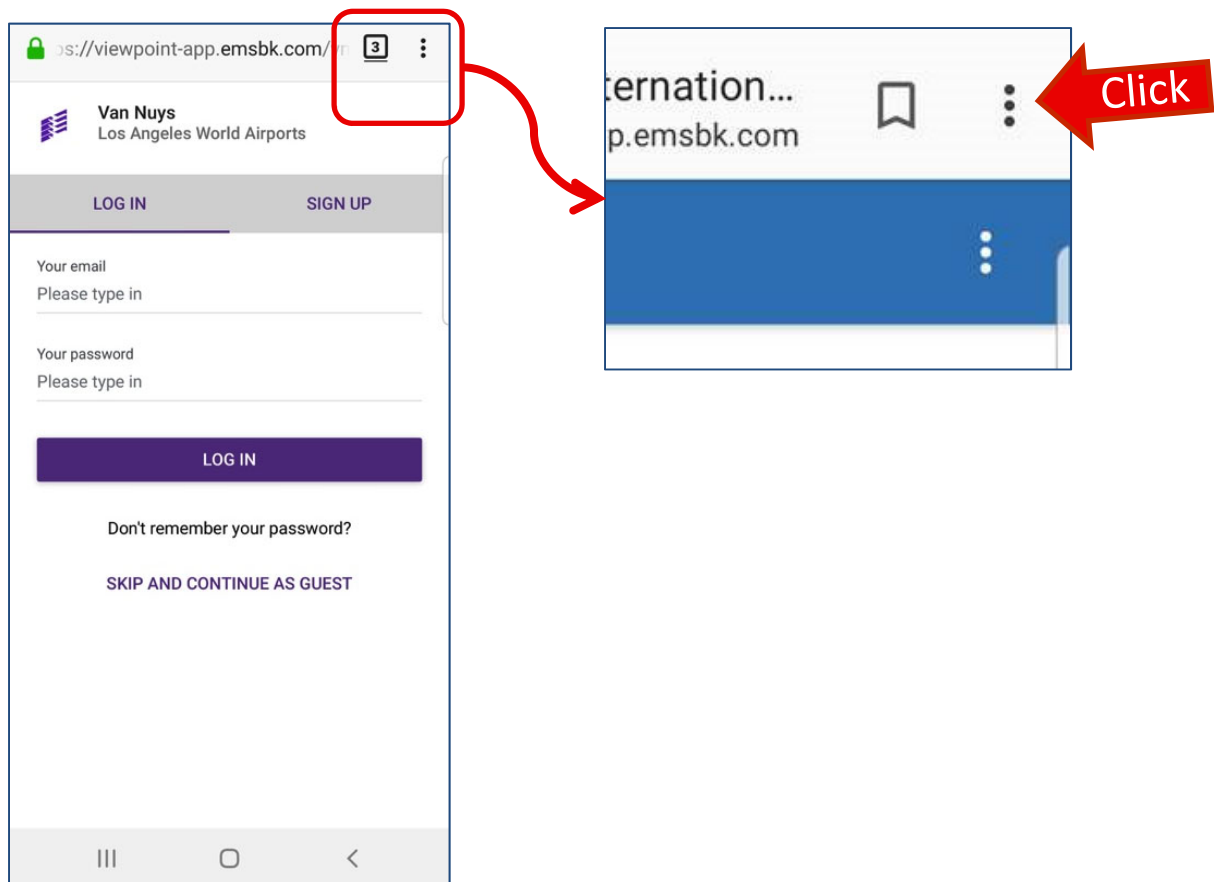 ps://viewpoint-app.emsbk.com/vn
3
Van Nuys
Los Angeles World Airports
LOG IN
SIGN UP
Your email
Please type in
Your password
Please type in
LOG IN
Don't remember your password?
SKIP AND CONTINUE AS GUEST
ternation...
p.emsbk.com
Click